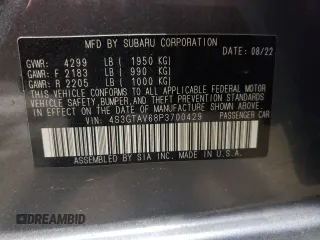 MFD BY SUBARU CORPORATION
DATE: 08/22
GVWR: 4299 LB ( 1950 KG)
GAWR: F 2183 LB ( 990 KG)
GAWR: R 2205 LB ( 1000 KG)
THIS VEHICLE CONFORMS TO ALL APPLICABLE FEDERAL MOTOR
VEHICLE SAFETY, BUMPER, AND THEFT PREVENTION STANDARDS
IN EFFECT ON THE DATE OF MANUFACTURE SHOWN ABOVE.
VIN: 4S3GTAV68P3700429 PASSENGER CAR
ASSEMBLED BY SIA INC. MADE IN U.S.A.
DREAMBID